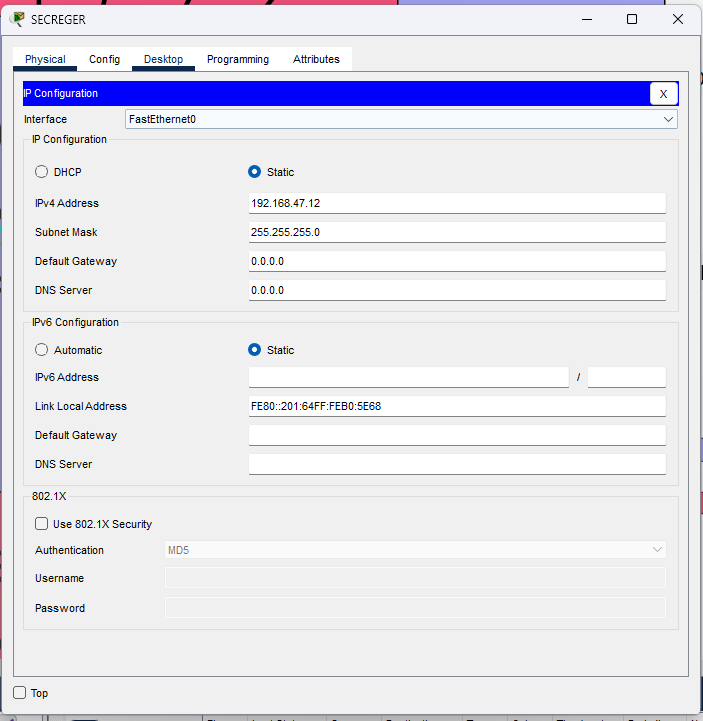 SECREGER
Physical Config Desktop Programming Attributes
IP Configuration X
Interface FastEthernet0
IP Configuration
DHCP Static
IPv4 Address 192.168.47.12
Subnet Mask 255.255.255.0
Default Gateway 0.0.0.0
DNS Server 0.0.0.0
IPv6 Configuration
Automatic Static
IPv6 Address /
Link Local Address FE80::201:64FF:FEB0:5E68
Default Gateway
DNS Server
802.1X
Use 802.1X Security
Authentication MD5
Username
Password
Top